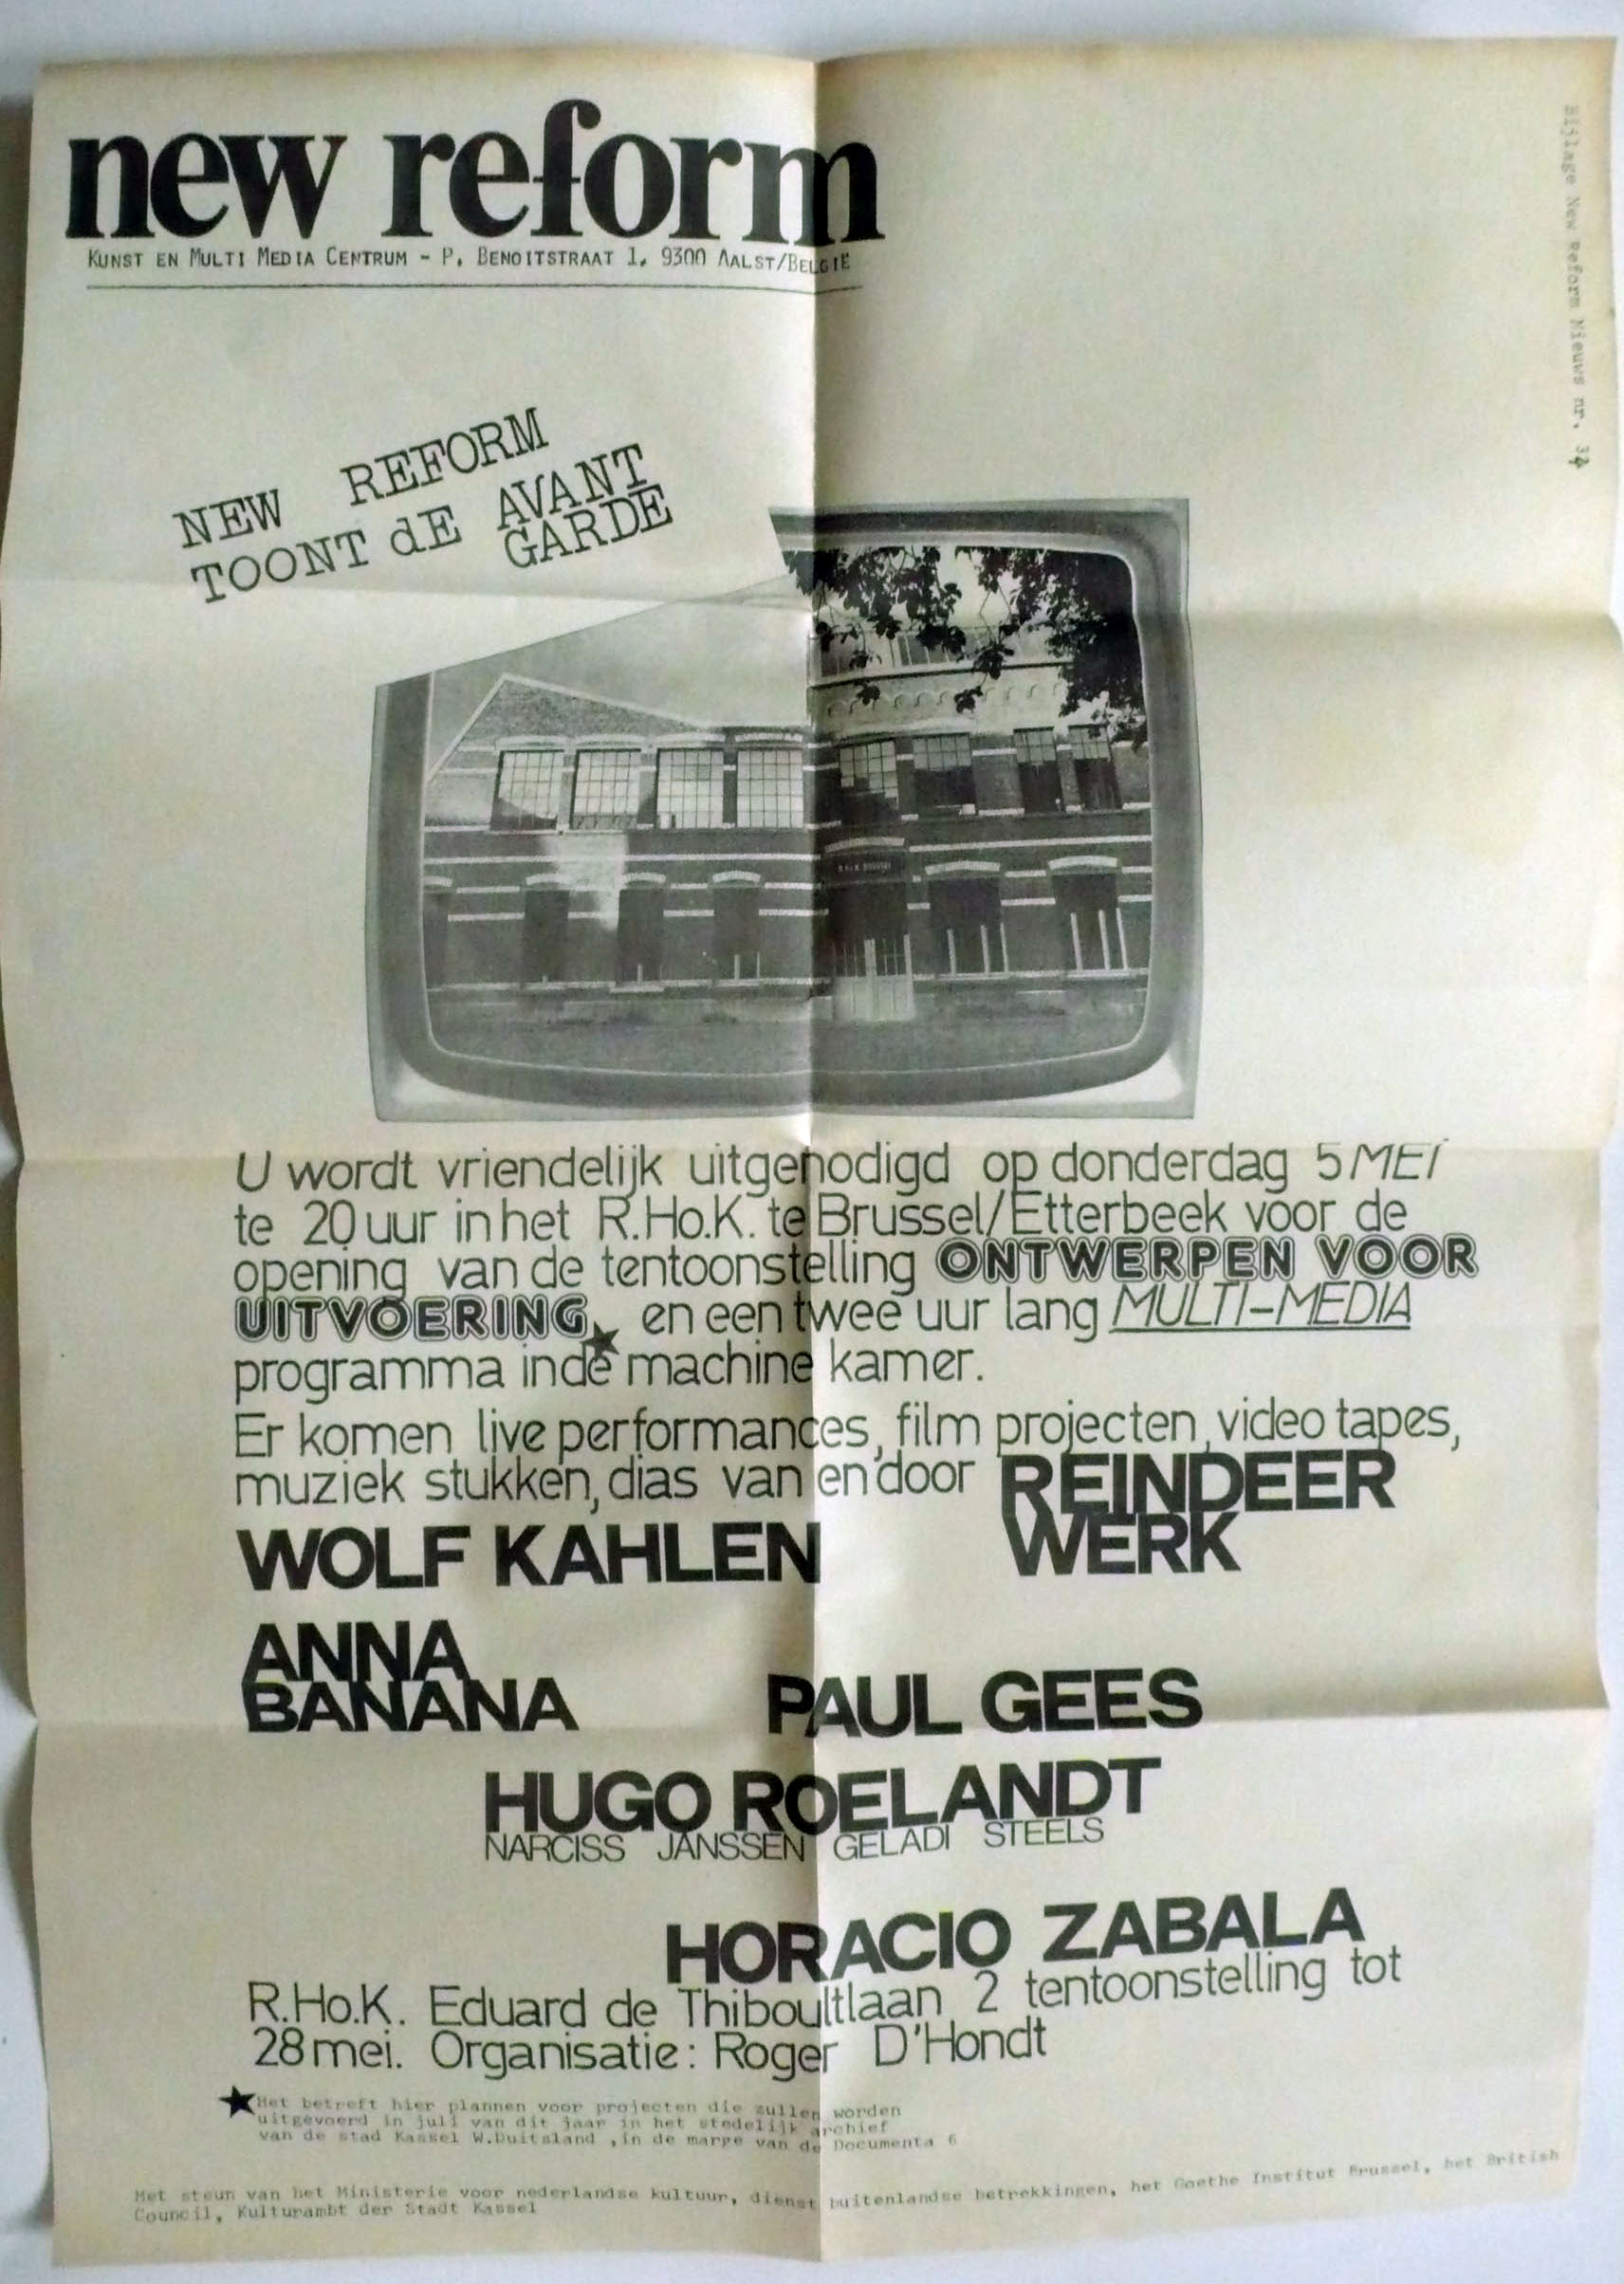 new reform
KUNST EN MULTI MEDIA CENTRUM - P. BENOITSTRAAT 1, 9300 AALST/BELGIE
Bijlage New Reform Nieuws nr.
NEW REFORM
TOONT dE AVANT
GARDE
U wordt vriendelijk uitgenodigd op donderdag 5 MEI
te 20 uur in het R.Ho.K. te Brussel/Etterbeek voor de
opening van de tentoonstelling ONTWERPEN VOOR
UITVOERING★ en een twee uur lang MULTI-MEDIA
programma in de machine kamer.
Er komen live performances, film projecten, video tapes,
muziek stukken, dias van en door REINDEER
WERK
WOLF KAHLEN
ANNA
BANANA
PAUL GEES
HUGO ROELANDT
NARCISS JANSSEN GELADI STEELS
HORACIO ZABALA
R.Ho.K. Eduard de Thiboultlaan 2 tentoonstelling tot
28 mei. Organisatie: Roger D'Hondt
★Het betreft hier plannen voor projecten die zullen worden
uitgevoerd in juli van dit jaar in het stedelijk archief
van de stad Kassel W.Duitsland ,in de marge van de Documenta 6
Met steun van het Ministerie voor nederlandse kultuur, dienst buitenlandse betrekkingen, het Goethe Institut Brussel, het British
Council, Kulturambt der Stadt Kassel